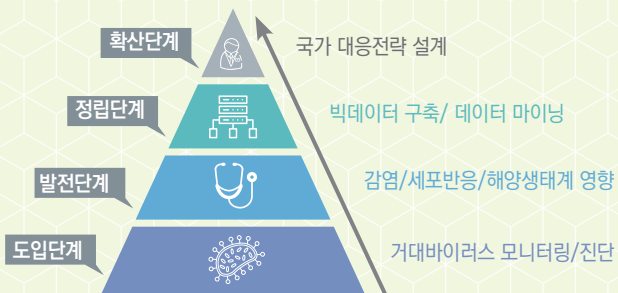 확산단계
국가 대응전략 설계
정립단계
빅데이터 구축/ 데이터 마이닝
발전단계
감염/세포반응/해양생태계 영향
도입단계
거대바이러스 모니터링/진단